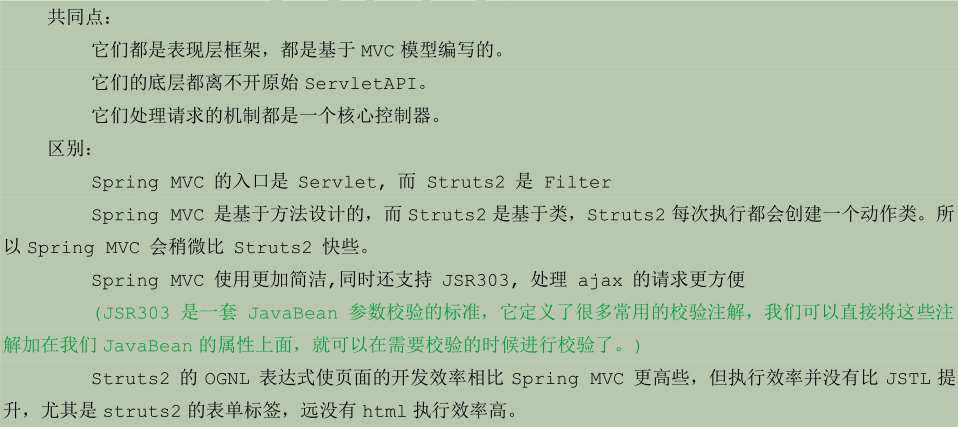 共同点：
它们都是表现层框架，都是基于 MVC 模型编写的。
它们的底层都离不开原始 ServletAPI。
它们处理请求的机制都是一个核心控制器。
区别：
Spring MVC 的入口是 Servlet, 而 Struts2 是 Filter
Spring MVC 是基于方法设计的，而 Struts2 是基于类，Struts2 每次执行都会创建一个动作类。所
以 Spring MVC 会稍微比 Struts2 快些。
Spring MVC 使用更加简洁,同时还支持 JSR303, 处理 ajax 的请求更方便
(JSR303 是一套 JavaBean 参数校验的标准，它定义了很多常用的校验注解，我们可以直接将这些注
解加在我们 JavaBean 的属性上面，就可以在需要校验的时候进行校验了。)
Struts2 的 OGNL 表达式使页面的开发效率相比 Spring MVC 更高些，但执行效率并没有比 JSTL 提
升，尤其是 struts2 的表单标签，远没有 html 执行效率高。